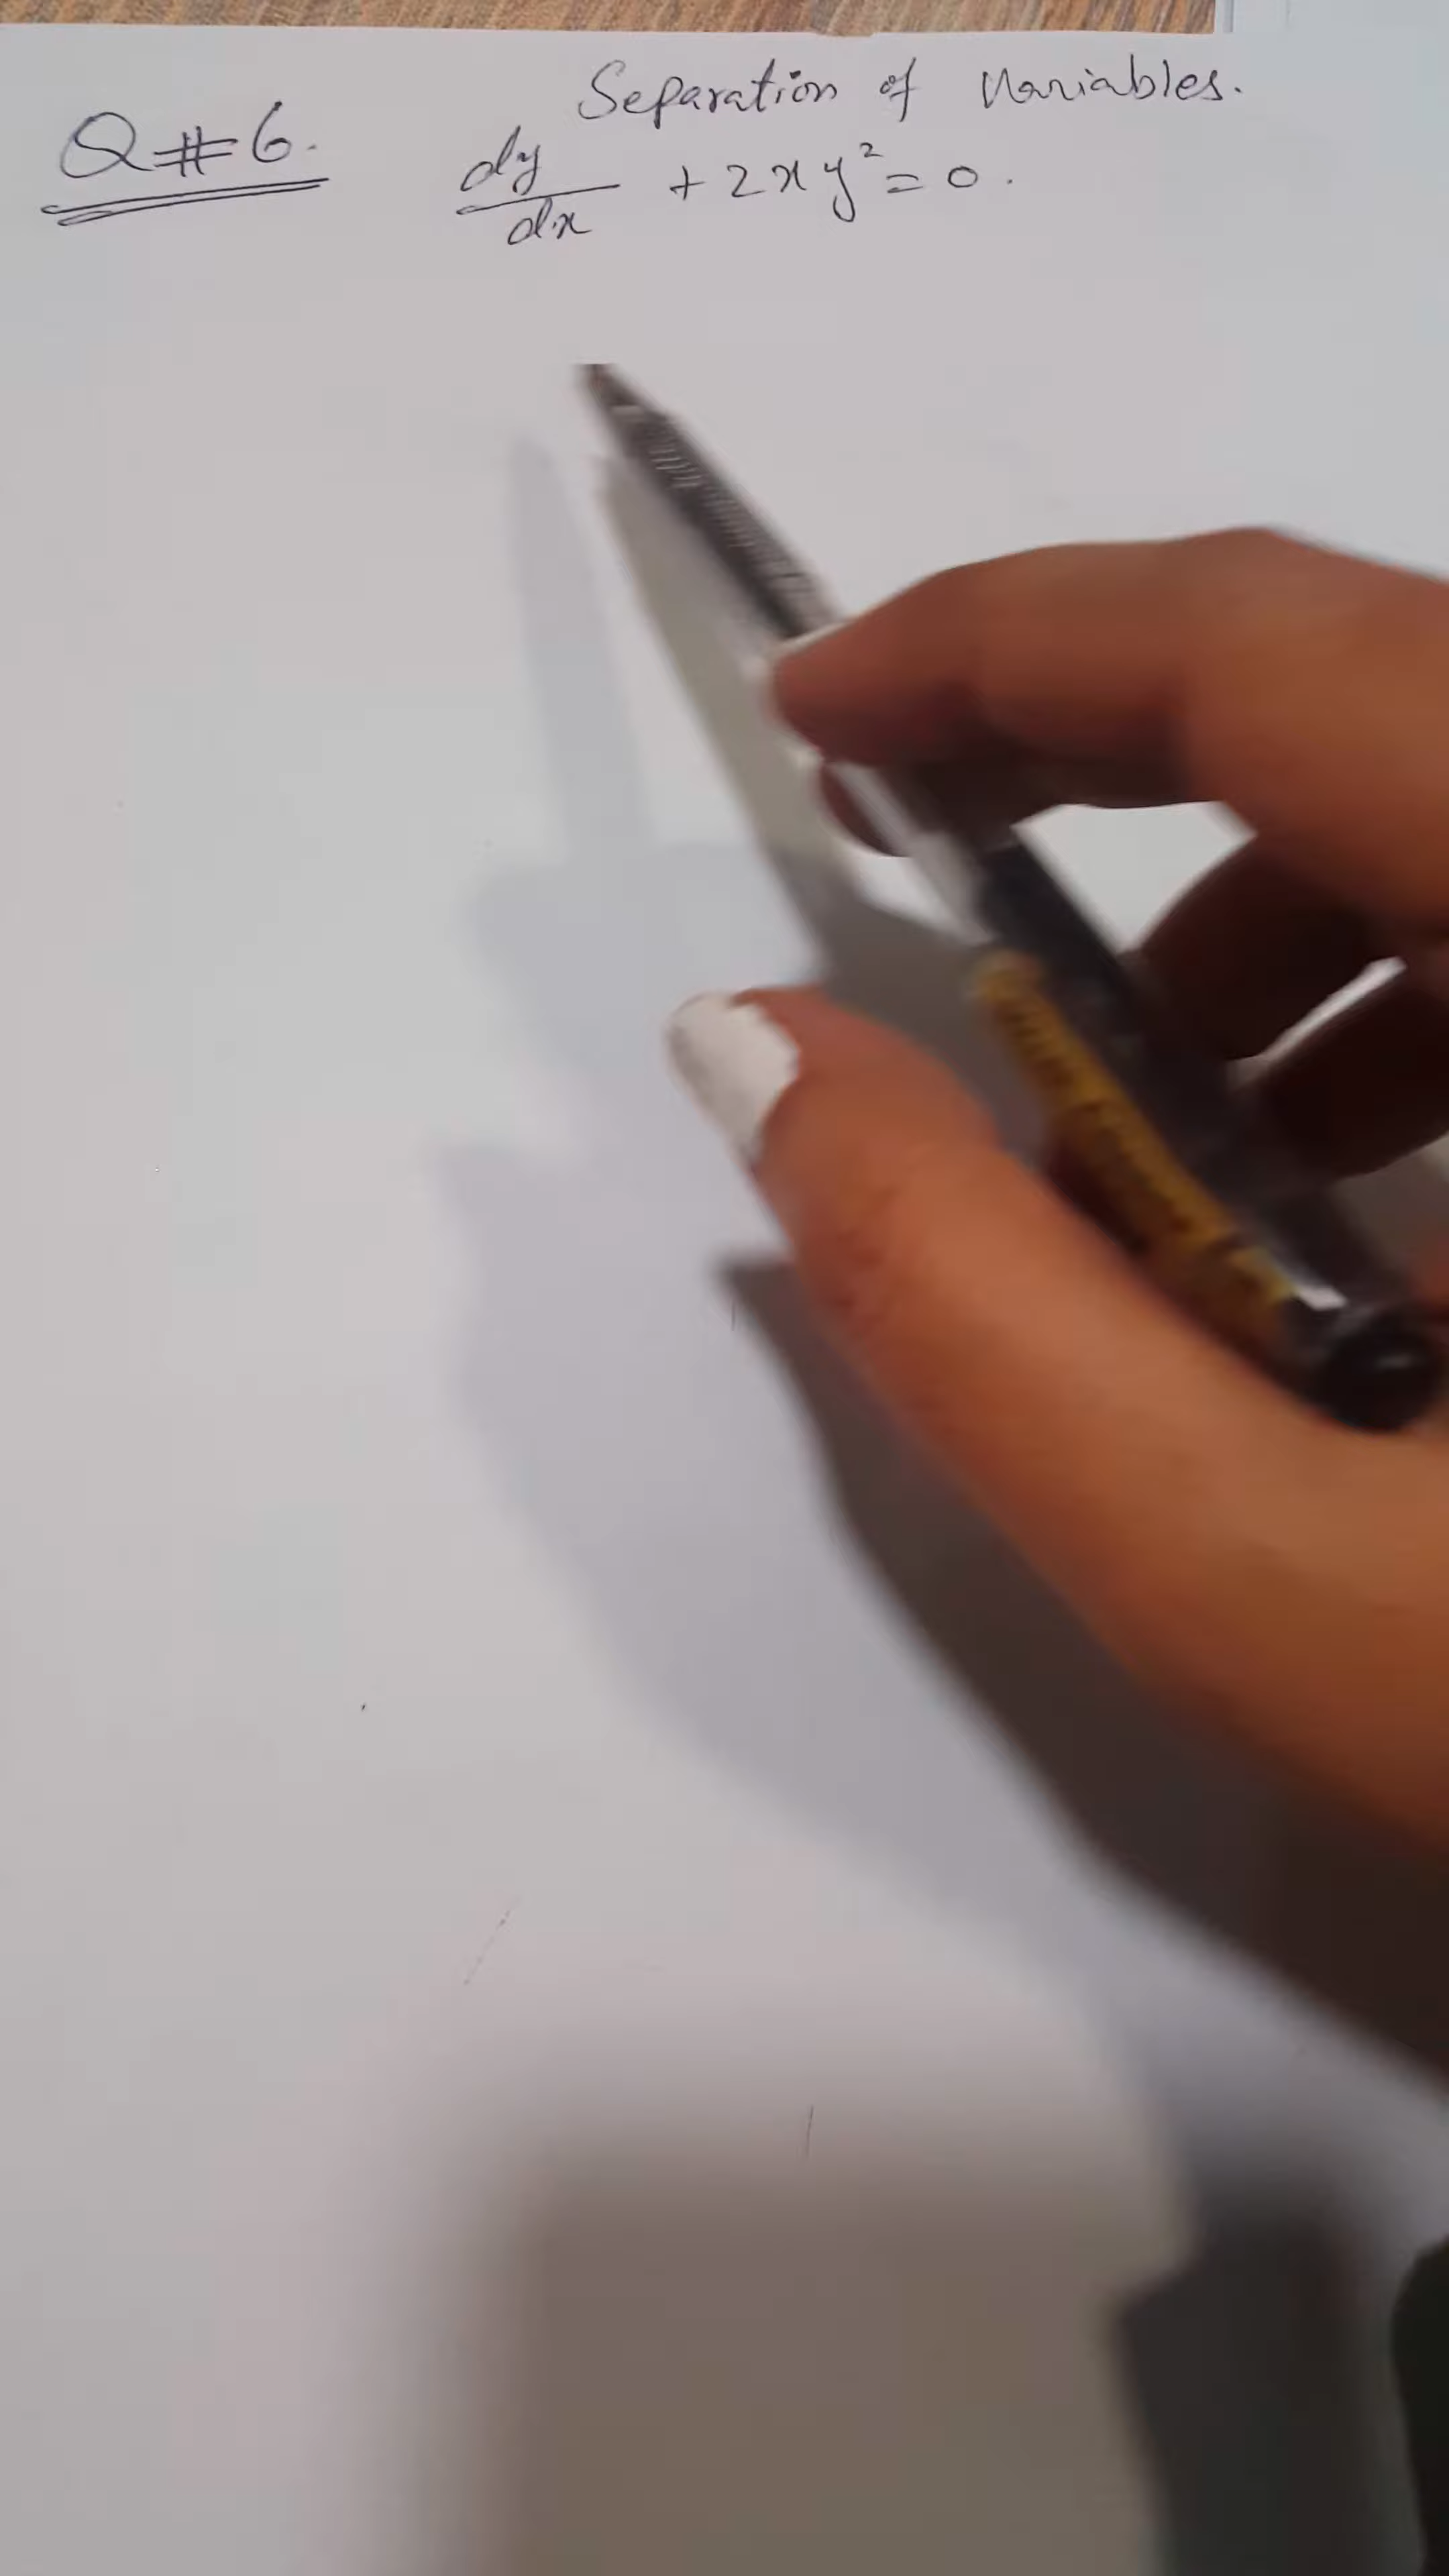 Separation of Variables.
Q#6. dy/dx + 2xy² = 0.